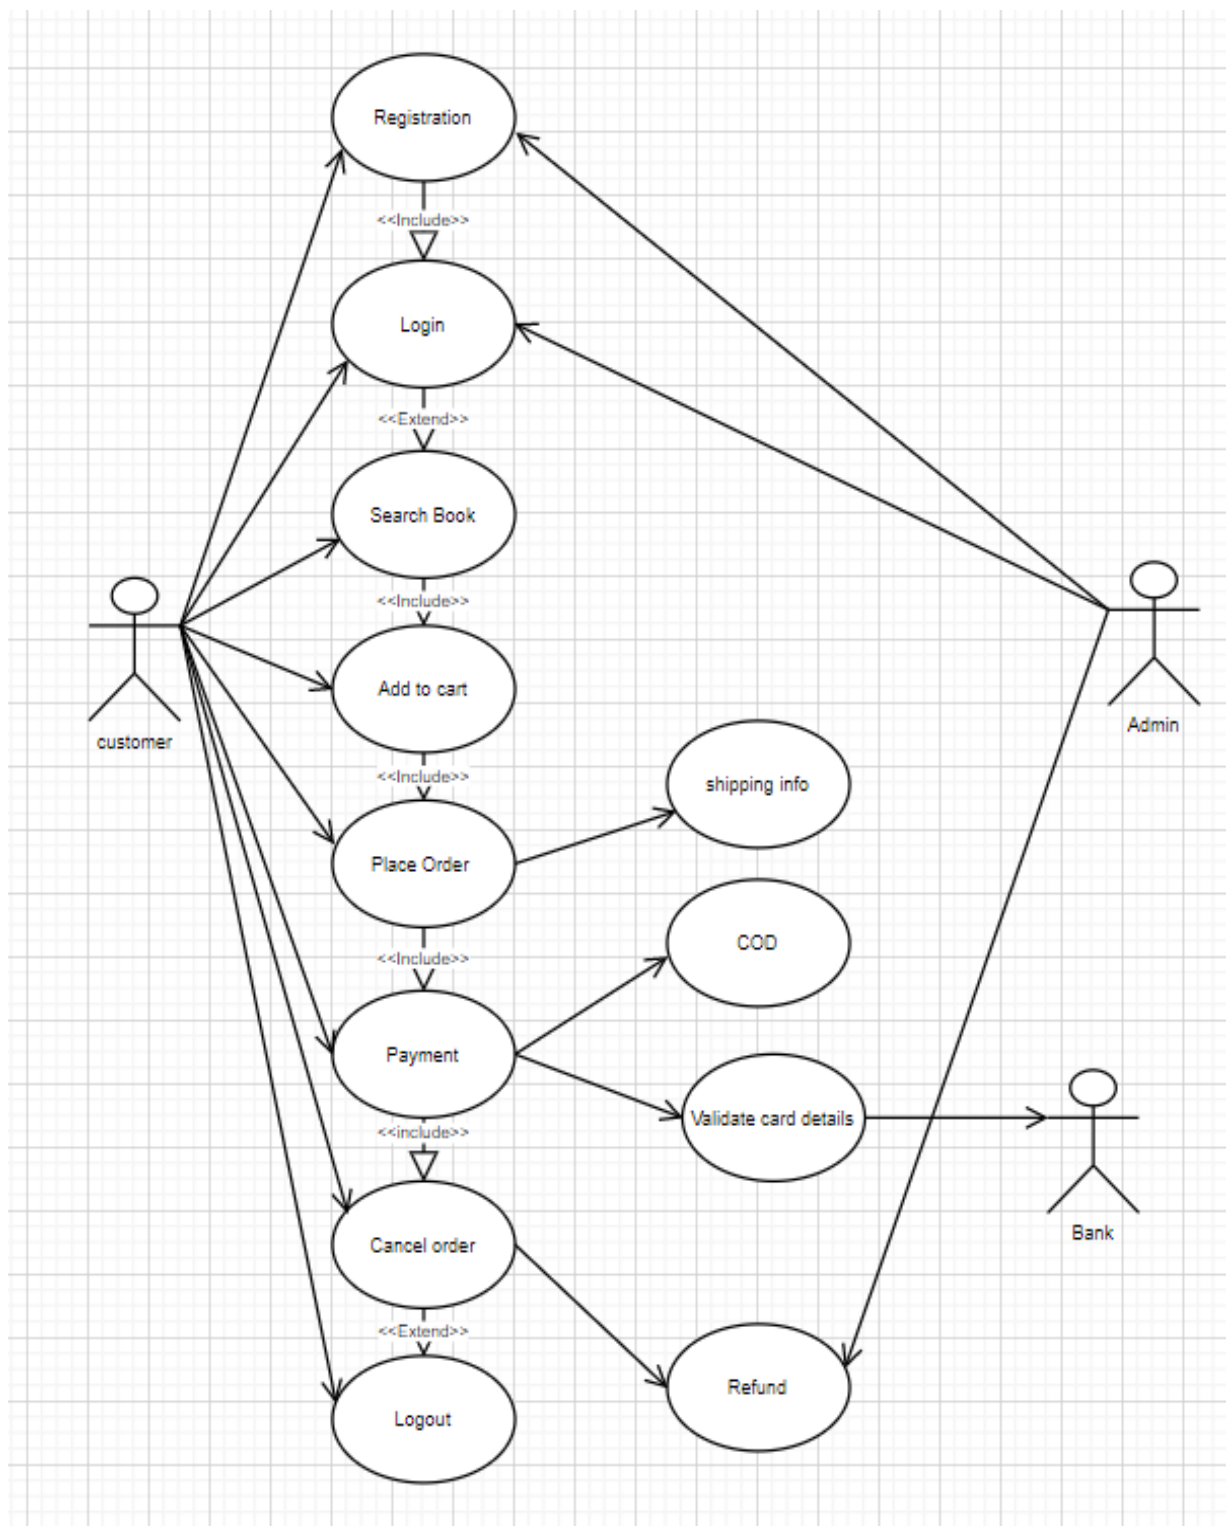 Registration
<<Include>>
Login
<<Extend>>
Search Book
<<Include>>
Add to cart
customer
Admin
<<Include>>
shipping info
Place Order
COD
<<Include>>
Payment
Validate card details
<<include>>
Bank
Cancel order
<<Extend>>
Refund
Logout